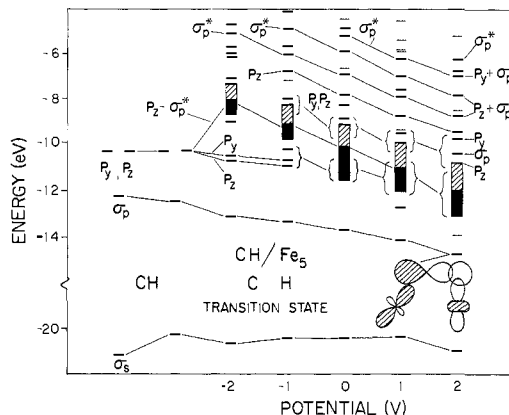 -6
-8
-10
-12
-14
-20
ENERGY (eV)
σp*
σp*
σp*
σp*
Pz
Py + σp
Pz + σp
Pz - σp*
Py, Pz
Py
σp
Pz
Py
Pz
Py, Pz
σp
CH/Fe5
CH
C H
TRANSITION STATE
σs
-2
-1
0
1
2
POTENTIAL (V)